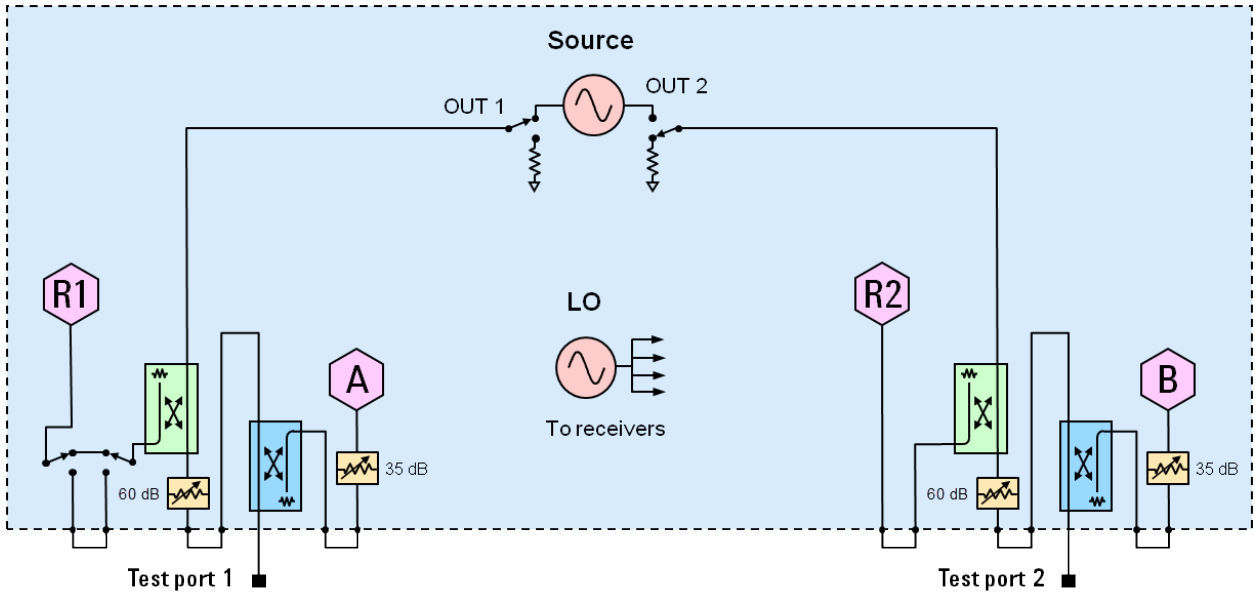 Source
OUT 1
OUT 2
R1
R2
LO
A
B
To receivers
35 dB
35 dB
60 dB
60 dB
Test port 1
Test port 2